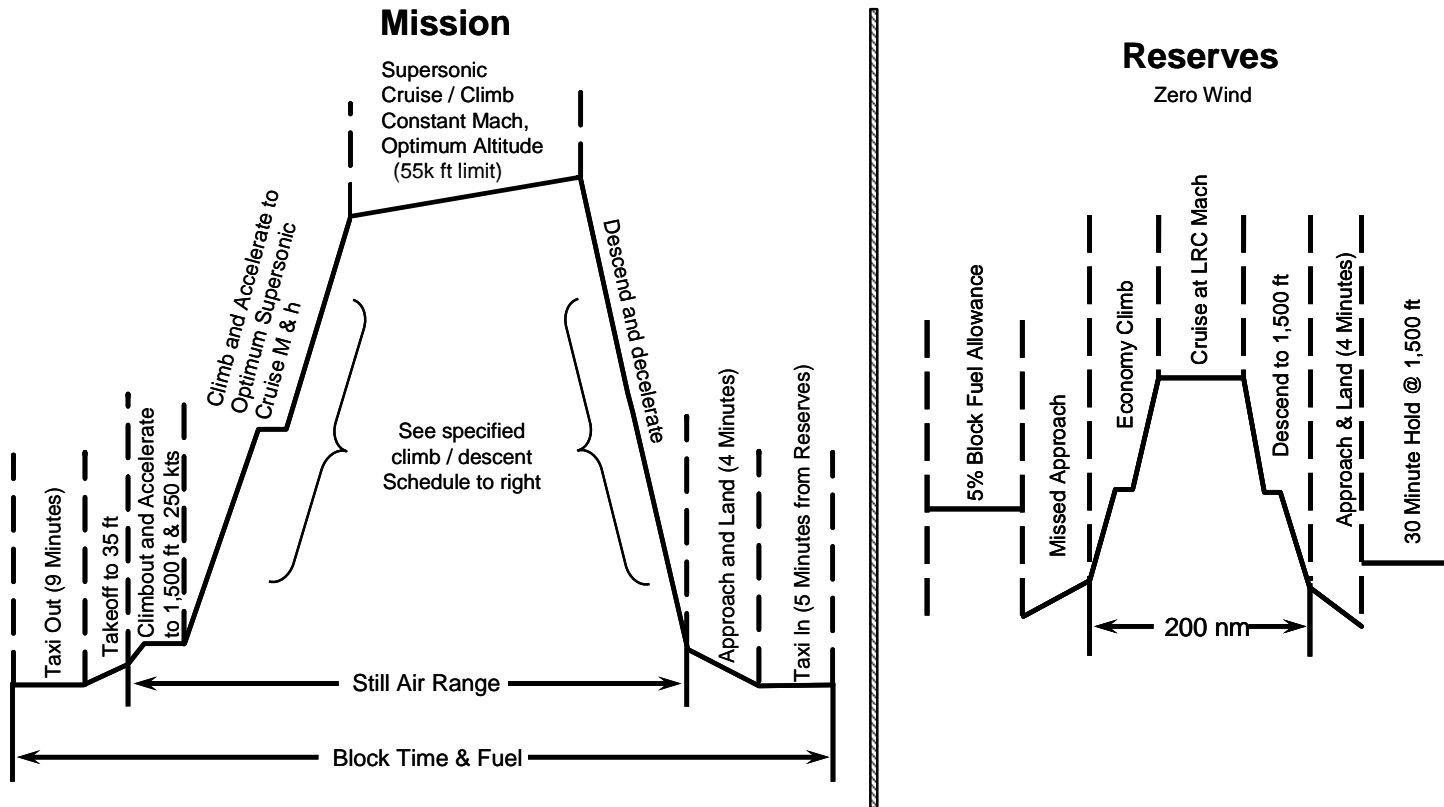 Mission
Supersonic
Cruise / Climb
Constant Mach,
Optimum Altitude
(55k ft limit)
Climb and Accelerate to
Optimum Supersonic
Cruise M & h
Descend and decelerate
See specified
climb / descent
Schedule to right
Taxi Out (9 Minutes)
Takeoff to 35 ft
Climbout and Accelerate
to 1,500 ft & 250 kts
Approach and Land (4 Minutes)
Taxi In (5 Minutes from Reserves)
Still Air Range
Block Time & Fuel
Reserves
Zero Wind
5% Block Fuel Allowance
Missed Approach
Economy Climb
Cruise at LRC Mach
Descend to 1,500 ft
Approach & Land (4 Minutes)
30 Minute Hold @ 1,500 ft
200 nm